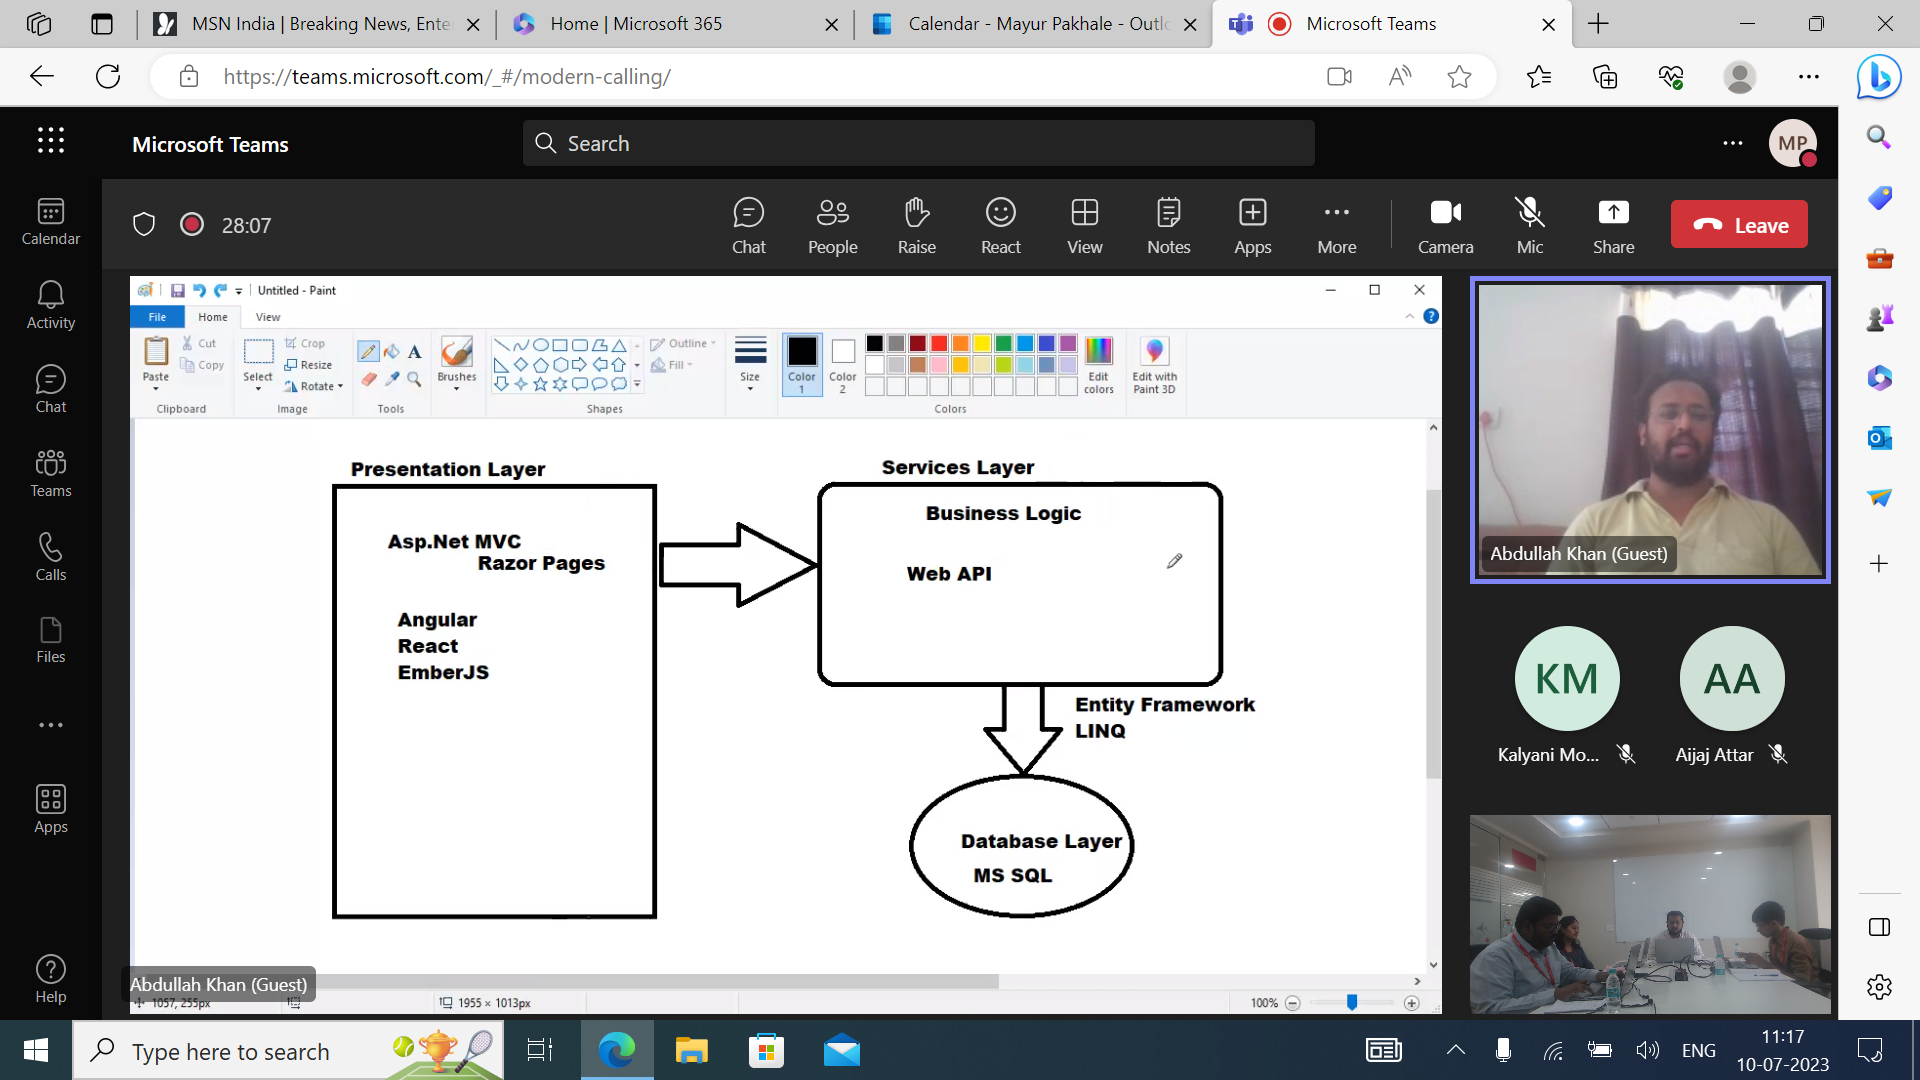 MSN India | Breaking News, Ente
Home | Microsoft 365
Calendar - Mayur Pakhale - Outlo
Microsoft Teams
https://teams.microsoft.com/_#/modern-calling/
Microsoft Teams
Search
MP
28:07
Chat
People
Raise
React
View
Notes
Apps
More
Camera
Mic
Share
Leave
Calendar
Activity
Chat
Teams
Calls
Files
Apps
Help
Untitled - Paint
File
Home
View
Paste
Cut
Copy
Clipboard
Select
Crop
Resize
Rotate
Image
A
Tools
Brushes
Shapes
Outline
Fill
Size
Color
1
Color
2
Colors
Edit
colors
Edit with
Paint 3D
Presentation Layer
Asp.Net MVC
Razor Pages
Angular
React
EmberJS
Services Layer
Business Logic
Web API
Entity Framework
LINQ
Database Layer
MS SQL
Abdullah Khan (Guest)
1057, 255px
1955 × 1013px
100%
Abdullah Khan (Guest)
KM
Kalyani Mo...
AA
Aijaj Attar
Type here to search
ENG
11:17
10-07-2023